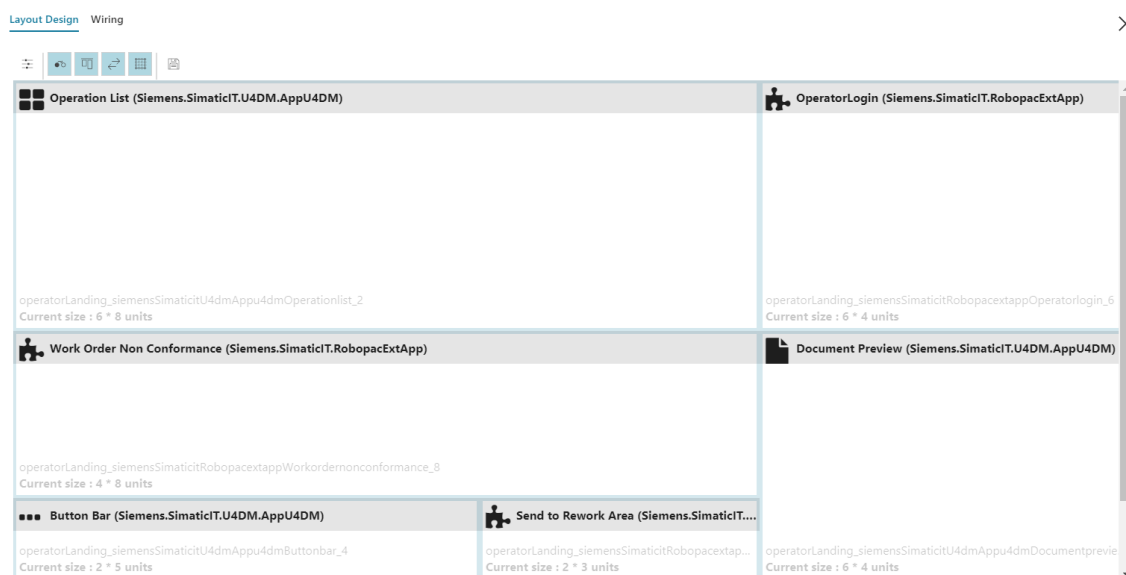 Layout Design Wiring
Operation List (Siemens.SimaticIT.U4DM.AppU4DM)
operatorLanding_siemensSimaticitU4dmAppu4dmOperationlist_2
Current size : 6 * 8 units
OperatorLogin (Siemens.SimaticIT.RobopacExtApp)
operatorLanding_siemensSimaticitRobopacextappOperatorlogin_6
Current size : 6 * 4 units
Work Order Non Conformance (Siemens.SimaticIT.RobopacExtApp)
operatorLanding_siemensSimaticitRobopacextappWorkordernonconformance_8
Current size : 4 * 8 units
Document Preview (Siemens.SimaticIT.U4DM.AppU4DM)
operatorLanding_siemensSimaticitU4dmAppu4dmDocumentprevie
Current size : 6 * 4 units
Button Bar (Siemens.SimaticIT.U4DM.AppU4DM)
operatorLanding_siemensSimaticitU4dmAppu4dmButtonbar_4
Current size : 2 * 5 units
Send to Rework Area (Siemens.SimaticIT....
operatorLanding_siemensSimaticitRobopacextap...
Current size : 2 * 3 units